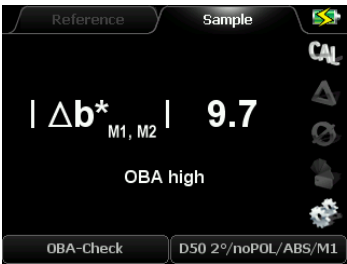 Reference Sample
CAL
| Δb* M1, M2 | 9.7
OBA high
OBA-Check D50 2°/noPOL/ABS/M1